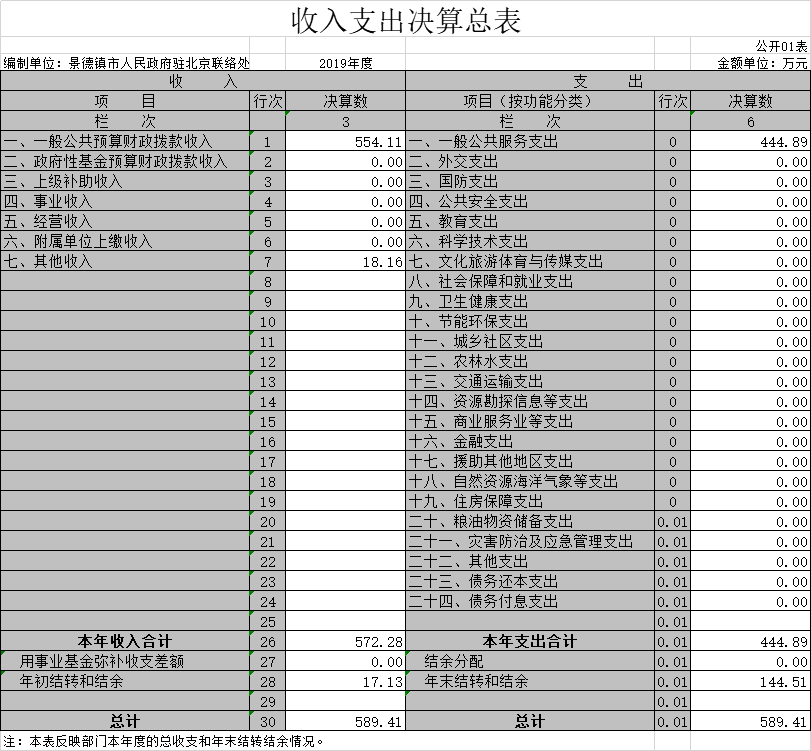 收入支出决算总表
公开01表
编制单位：景德镇市人民政府驻北京联络处 2019年度 金额单位：万元
收 入 支 出
项 目 行次 决算数 项目（按功能分类） 行次 决算数
栏 次 3 栏 次 6
一、一般公共预算财政拨款收入 1 554.11 一、一般公共服务支出 0 444.89
二、政府性基金预算财政拨款收入 2 0.00 二、外交支出 0 0.00
三、上级补助收入 3 0.00 三、国防支出 0 0.00
四、事业收入 4 0.00 四、公共安全支出 0 0.00
五、经营收入 5 0.00 五、教育支出 0 0.00
六、附属单位上缴收入 6 0.00 六、科学技术支出 0 0.00
七、其他收入 7 18.16 七、文化旅游体育与传媒支出 0 0.00
8 八、社会保障和就业支出 0 0.00
9 九、卫生健康支出 0 0.00
10 十、节能环保支出 0 0.00
11 十一、城乡社区支出 0 0.00
12 十二、农林水支出 0 0.00
13 十三、交通运输支出 0 0.00
14 十四、资源勘探信息等支出 0 0.00
15 十五、商业服务业等支出 0 0.00
16 十六、金融支出 0 0.00
17 十七、援助其他地区支出 0 0.00
18 十八、自然资源海洋气象等支出 0 0.00
19 十九、住房保障支出 0 0.00
20 二十、粮油物资储备支出 0.01 0.00
21 二十一、灾害防治及应急管理支出 0.01 0.00
22 二十二、其他支出 0.01 0.00
23 二十三、债务还本支出 0.01 0.00
24 二十四、债务付息支出 0.01 0.00
25 0.01
本年收入合计 26 572.28 本年支出合计 0.01 444.89
用事业基金弥补收支差额 27 0.00 结余分配 0.01 0.00
年初结转和结余 28 17.13 年末结转和结余 0.01 144.51
29 0.01
总计 30 589.41 总计 0.01 589.41
注：本表反映部门本年度的总收支和年末结转结余情况。